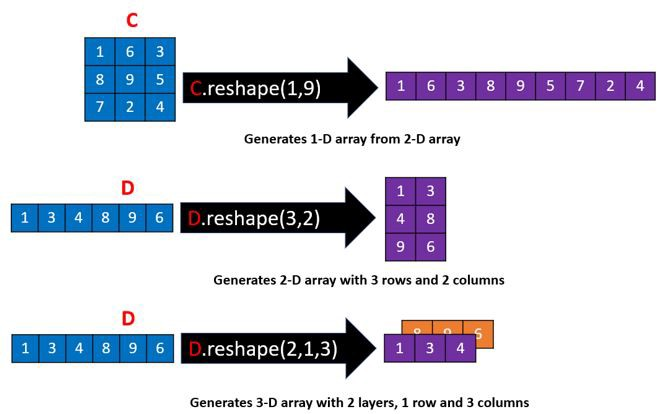 C
1 6 3
8 9 5
7 2 4
C.reshape(1,9)
1 6 3 8 9 5 7 2 4
Generates 1-D array from 2-D array
D
1 3 4 8 9 6
D.reshape(3,2)
1 3
4 8
9 6
Generates 2-D array with 3 rows and 2 columns
D
1 3 4 8 9 6
D.reshape(2,1,3)
8 9 6
1 3 4
Generates 3-D array with 2 layers, 1 row and 3 columns